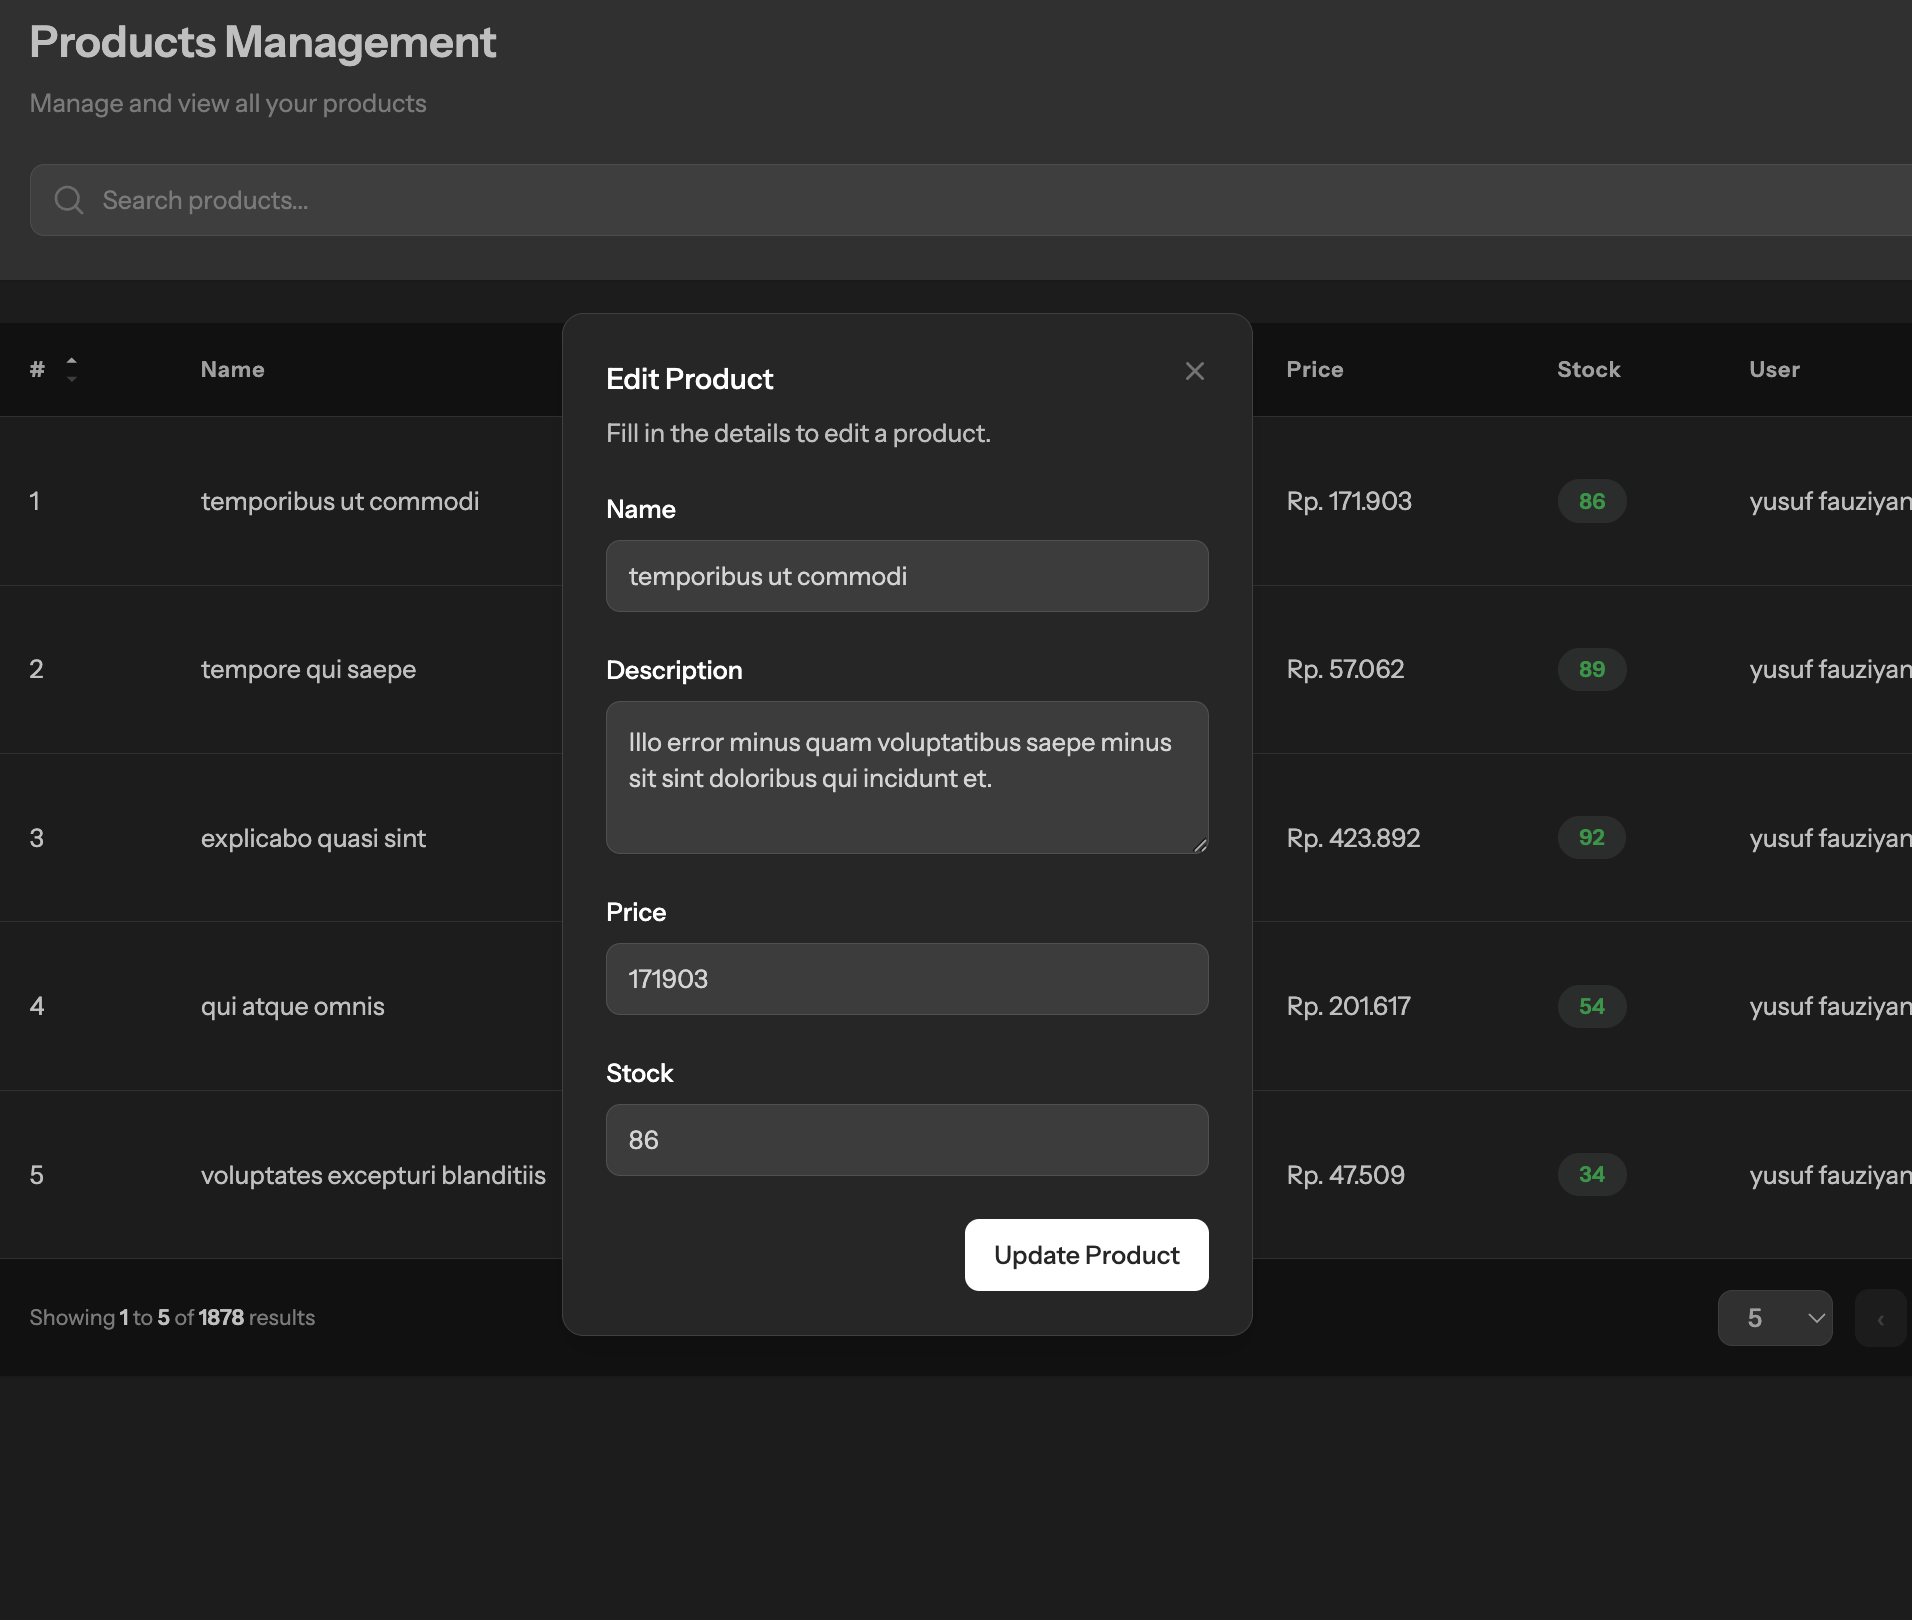 Products Management
Manage and view all your products
Search products...
# Name Price Stock User
1 temporibus ut commodi Rp. 171.903 86 yusuf fauziyan
2 tempore qui saepe Rp. 57.062 89 yusuf fauziyan
3 explicabo quasi sint Rp. 423.892 92 yusuf fauziyan
4 qui atque omnis Rp. 201.617 54 yusuf fauziyan
5 voluptates excepturi blanditiis Rp. 47.509 34 yusuf fauziyan
Showing 1 to 5 of 1878 results
5 ‹
Edit Product
Fill in the details to edit a product.
Name
temporibus ut commodi
Description
Illo error minus quam voluptatibus saepe minus
sit sint doloribus qui incidunt et.
Price
171903
Stock
86
Update Product